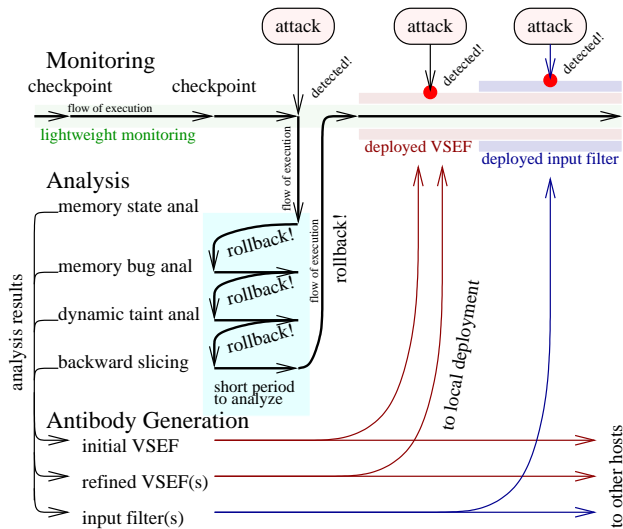 attack
attack
attack
Monitoring
detected!
detected!
detected!
checkpoint
checkpoint
flow of execution
lightweight monitoring
deployed VSEF
deployed input filter
Analysis
flow of execution
memory state anal
rollback!
flow of execution
rollback!
memory bug anal
rollback!
dynamic taint anal
rollback!
backward slicing
analysis results
short period
to analyze
to local deployment
Antibody Generation
initial VSEF
refined VSEF(s)
input filter(s)
to other hosts